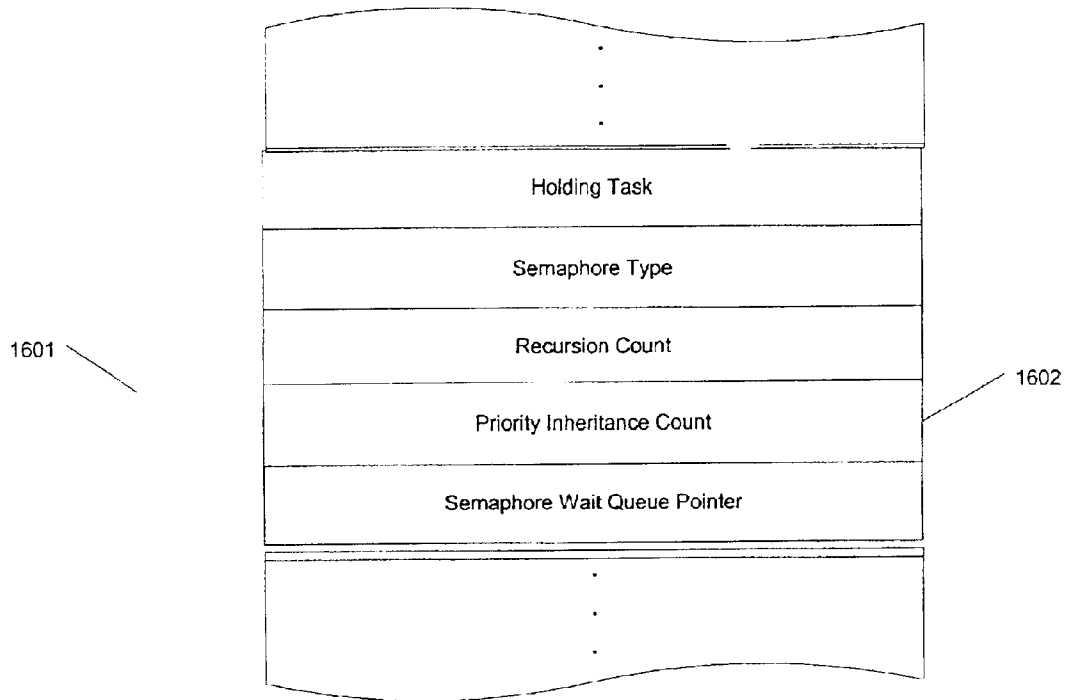 Holding Task
Semaphore Type
Recursion Count
1601
1602
Priority Inheritance Count
Semaphore Wait Queue Pointer